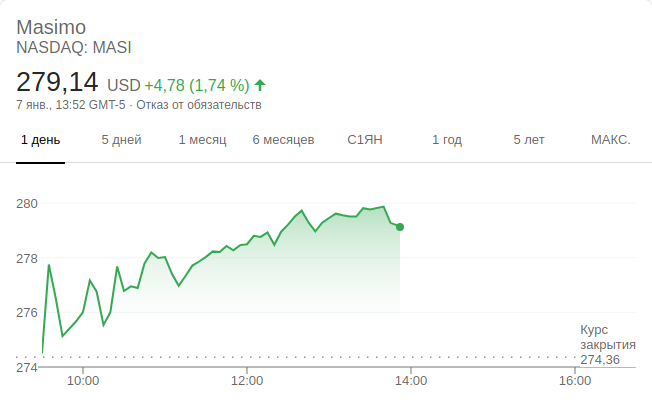 Masimo
NASDAQ: MASI
279,14 USD +4,78 (1,74 %)
7 янв., 13:52 GMT-5 · Отказ от обязательств
1 день 5 дней 1 месяц 6 месяцев С1ЯН 1 год 5 лет МАКС.
280
278
276
274
Курс
закрытия
274,36
10:00 12:00 14:00 16:00